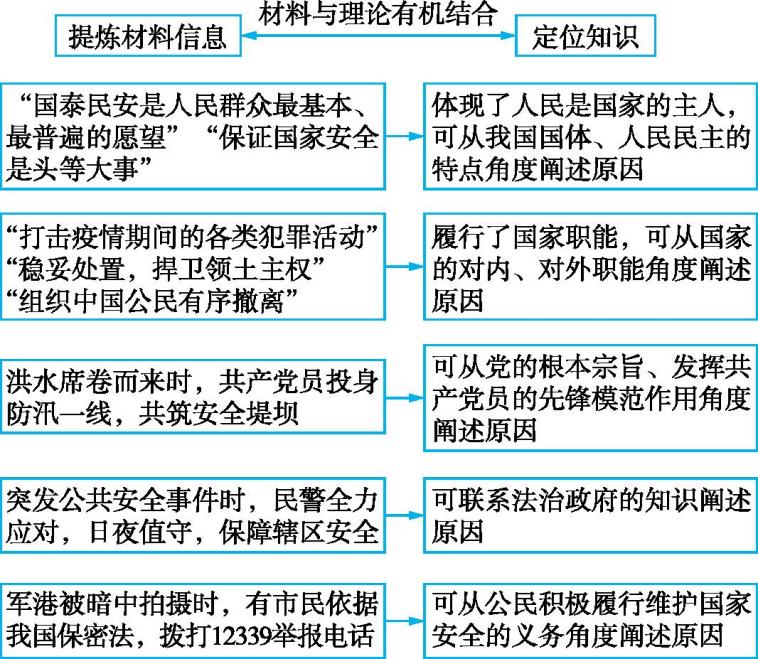 材料与理论有机结合
提炼材料信息
定位知识
“国泰民安是人民群众最基本、
最普遍的愿望” “保证国家安全
是头等大事”
体现了人民是国家的主人，
可从我国国体、人民民主的
特点角度阐述原因
“打击疫情期间的各类犯罪活动”
“稳妥处置，捍卫领土主权”
“组织中国公民有序撤离”
履行了国家职能，可从国家
的对内、对外职能角度阐述
原因
洪水席卷而来时，共产党员投身
防汛一线，共筑安全堤坝
可从党的根本宗旨、发挥共
产党员的先锋模范作用角度
阐述原因
突发公共安全事件时，民警全力
应对，日夜值守，保障辖区安全
可联系法治政府的知识阐述
原因
军港被暗中拍摄时，有市民依据
我国保密法，拨打12339举报电话
可从公民积极履行维护国家
安全的义务角度阐述原因